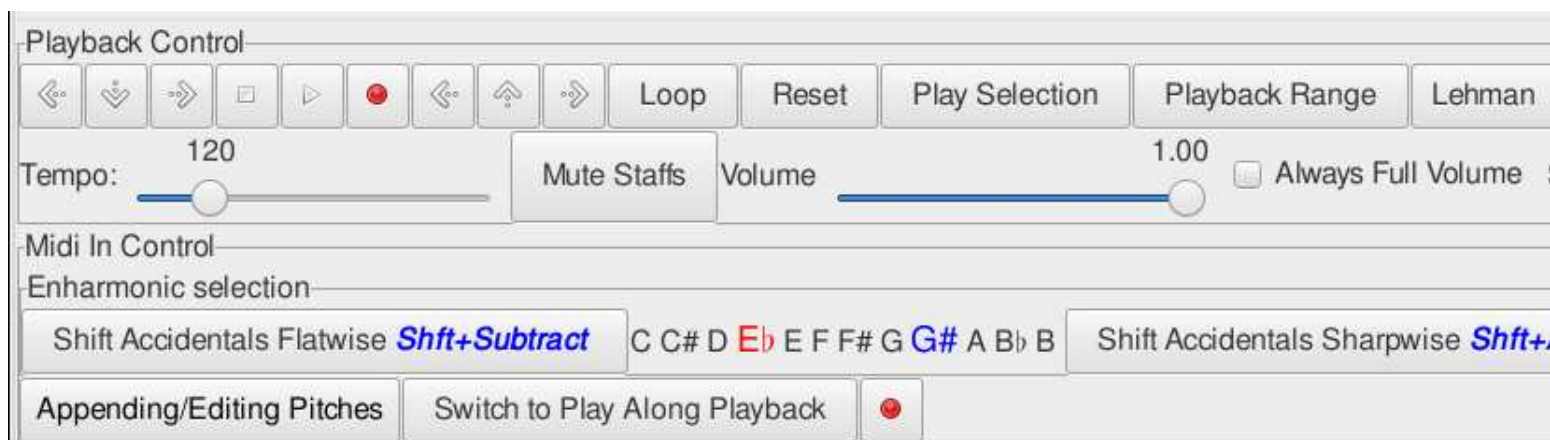 Playback Control
Loop Reset Play Selection Playback Range Lehman
120 1.00
Tempo: Mute Staffs Volume Always Full Volume
Midi In Control
Enharmonic selection
Shift Accidentals Flatwise Shft+Subtract C C# D E♭ E F F# G G# A B♭ B Shift Accidentals Sharpwise Shft+
Appending/Editing Pitches Switch to Play Along Playback